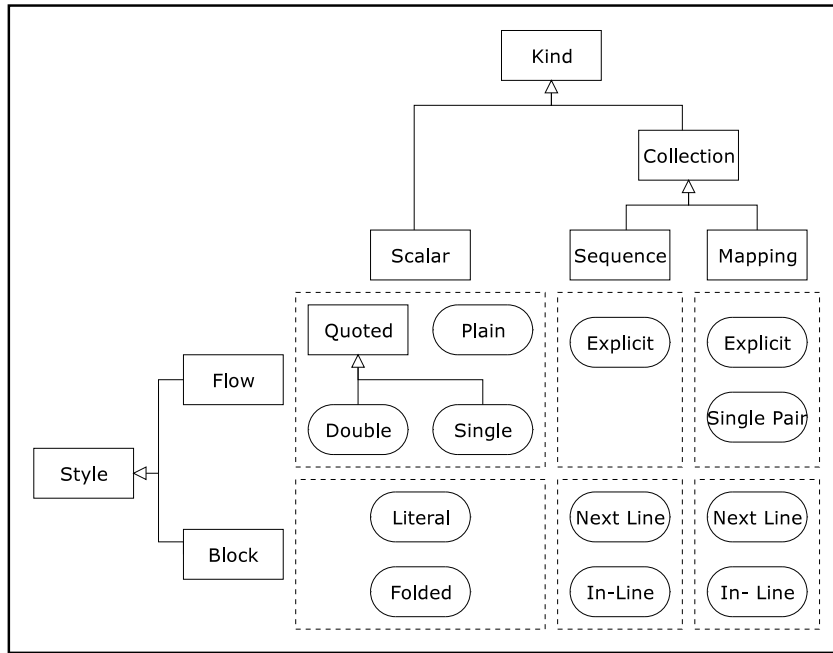 Kind
Collection
Scalar
Sequence
Mapping
Quoted
Plain
Explicit
Explicit
Flow
Double
Single
Single Pair
Style
Literal
Next Line
Next Line
Block
Folded
In-Line
In- Line